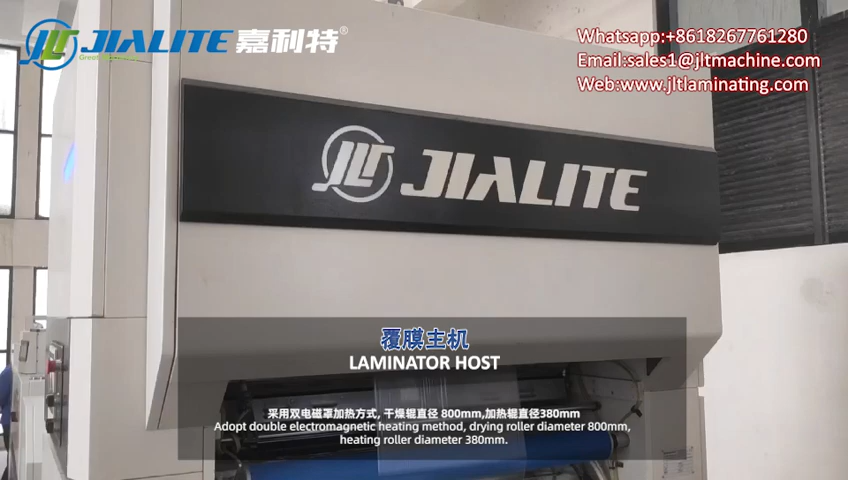 JLT JIALITE 嘉利特®
Whatsapp:+8618267761280
Email:sales1@jltmachine.com
Web:www.jltlaminating.com
JLT JIALITE
覆膜主机
LAMINATOR HOST
采用双电磁罩加热方式, 干燥辊直径 800mm,加热辊直径380mm
Adopt double electromagnetic heating method, drying roller diameter 800mm,
heating roller diameter 380mm.